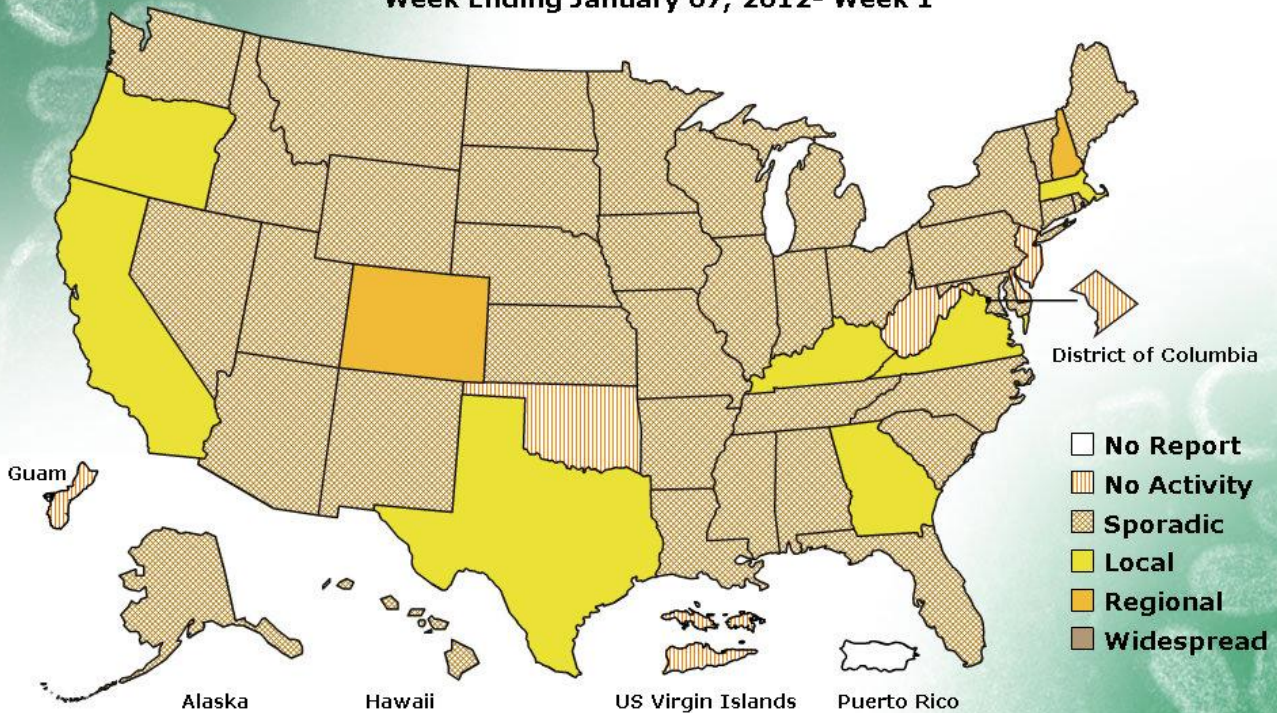 Week Ending January 07, 2012- Week 1
District of Columbia
Guam
No Report
No Activity
Sporadic
Local
Regional
Widespread
Alaska
Hawaii
US Virgin Islands
Puerto Rico